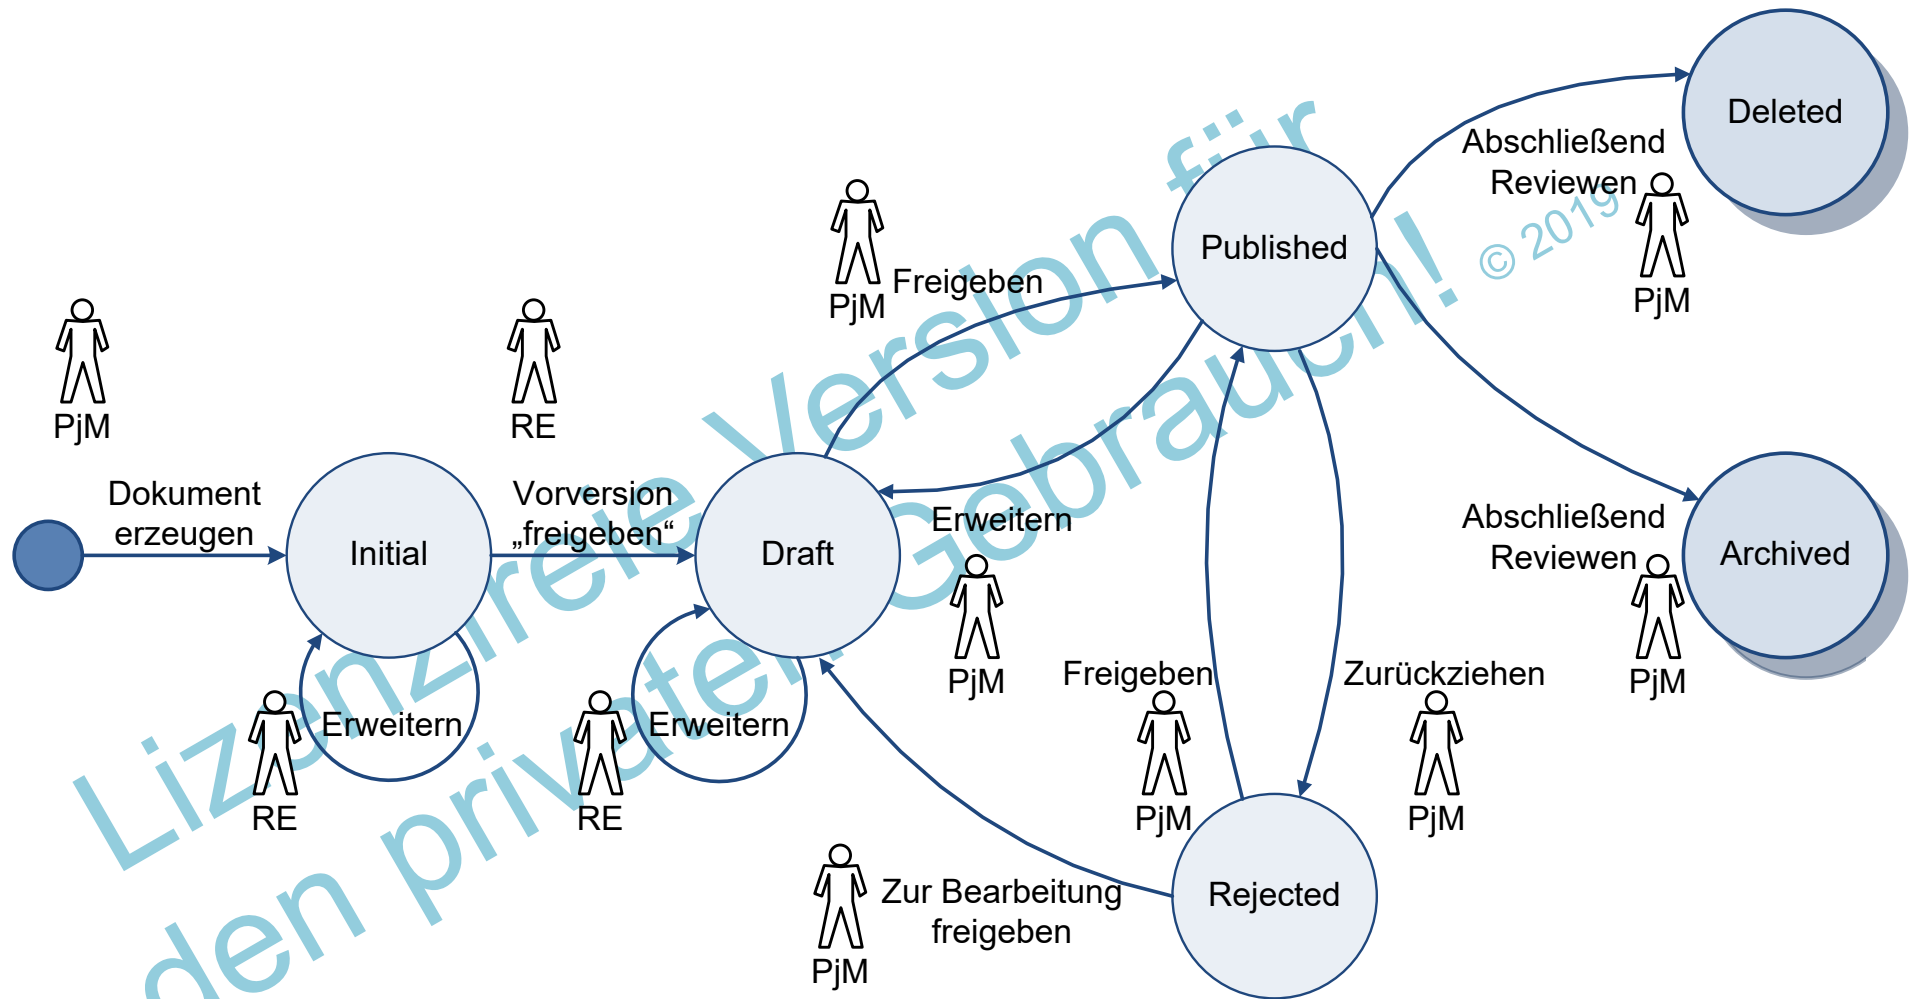 Deleted
Abschließend
Reviewen
PjM
© 2019
Lizenzfreie Version für
den privaten Gebrauch!
Published
PjM
Freigeben
PjM
RE
Dokument
erzeugen
Initial
Vorversion
„freigeben“
Draft
Erweitern
PjM
Abschließend
Reviewen
PjM
Archived
Erweitern
RE
Erweitern
RE
Freigeben
PjM
Zurückziehen
PjM
Zur Bearbeitung
freigeben
PjM
Rejected